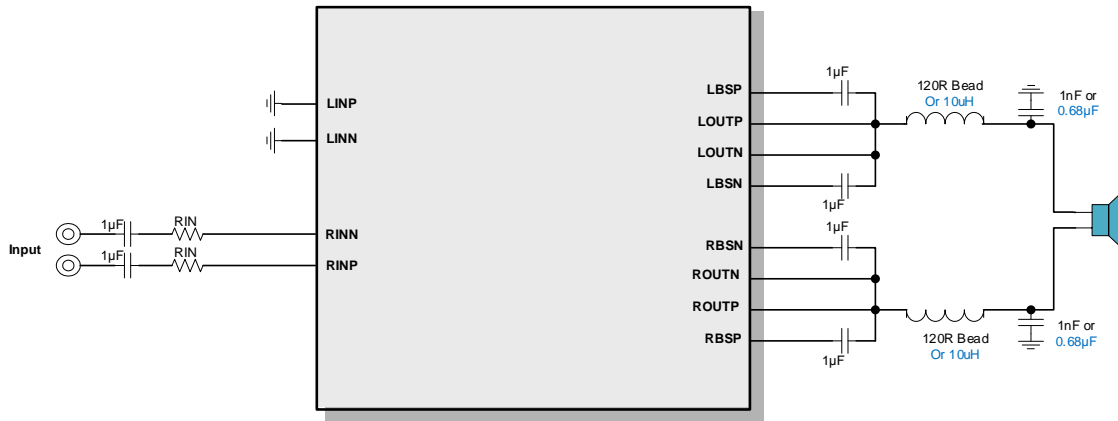 Input
1µF
RIN
1µF
RIN
LINP
LINN
RINN
RINP
LBSP
LOUTP
LOUTN
LBSN
RBSN
ROUTN
ROUTP
RBSP
1µF
1µF
1µF
1µF
120R Bead
Or 10uH
1nF or
0.68µF
120R Bead
Or 10uH
1nF or
0.68µF